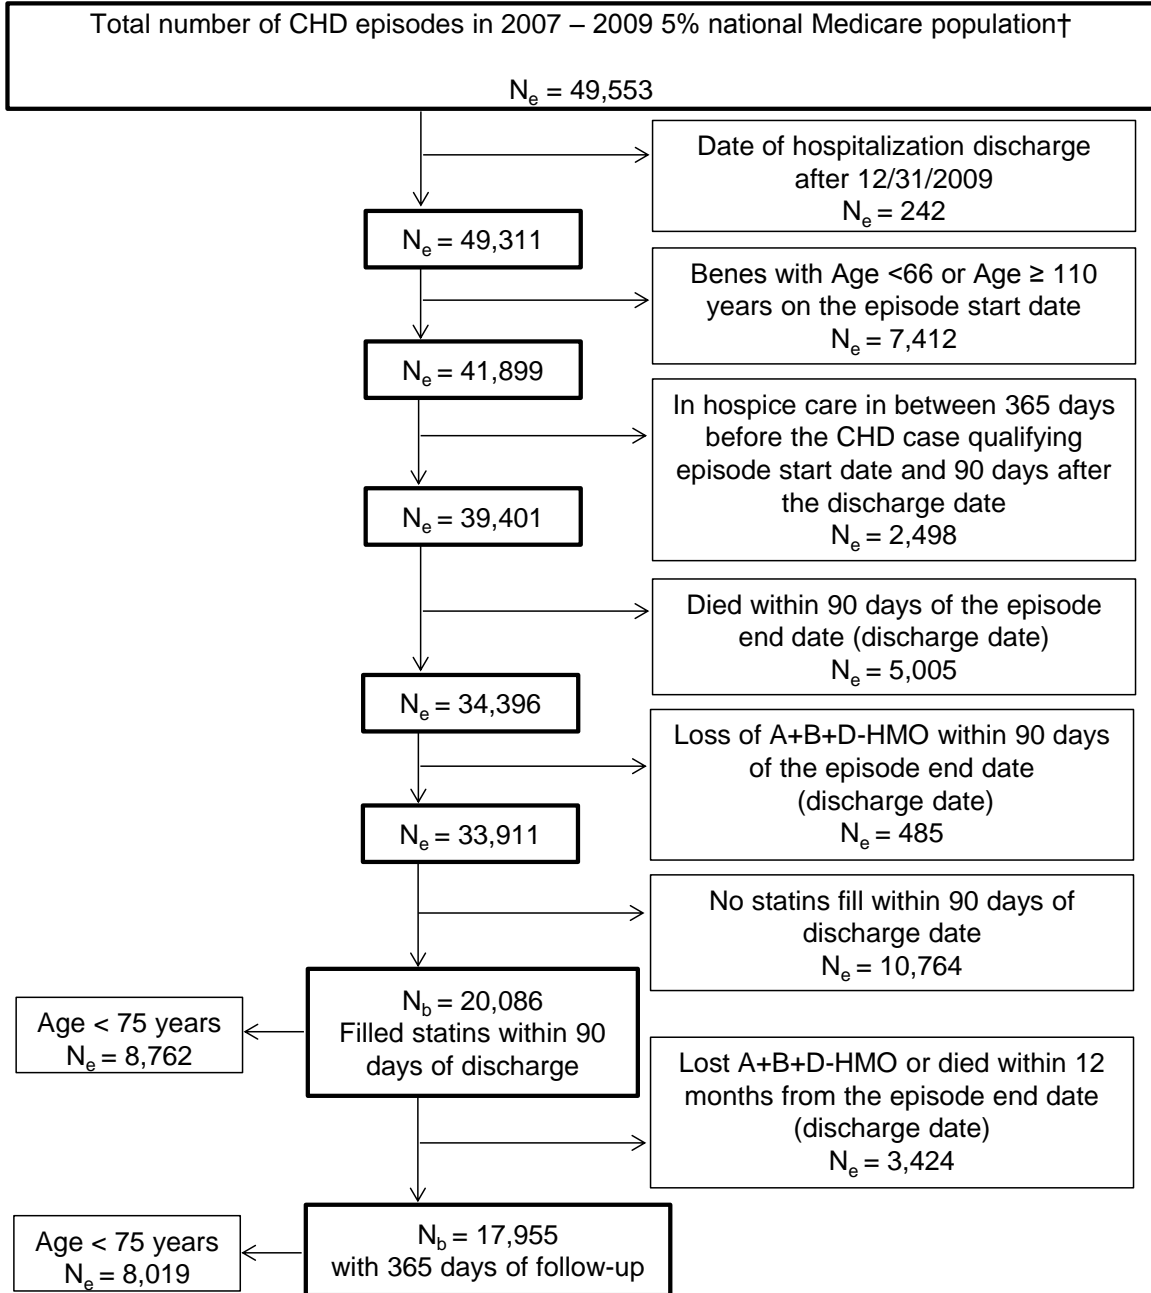 Total number of CHD episodes in 2007 – 2009 5% national Medicare population†
Nₑ = 49,553
Date of hospitalization discharge
after 12/31/2009
Nₑ = 242
Nₑ = 49,311
Benes with Age <66 or Age ≥ 110
years on the episode start date
Nₑ = 7,412
Nₑ = 41,899
In hospice care in between 365 days
before the CHD case qualifying
episode start date and 90 days after
the discharge date
Nₑ = 2,498
Nₑ = 39,401
Died within 90 days of the episode
end date (discharge date)
Nₑ = 5,005
Nₑ = 34,396
Loss of A+B+D-HMO within 90 days
of the episode end date
(discharge date)
Nₑ = 485
Nₑ = 33,911
No statins fill within 90 days of
discharge date
Nₑ = 10,764
N_b = 20,086
Filled statins within 90
days of discharge
Age < 75 years
Nₑ = 8,762
Lost A+B+D-HMO or died within 12
months from the episode end date
(discharge date)
Nₑ = 3,424
N_b = 17,955
with 365 days of follow-up
Age < 75 years
Nₑ = 8,019